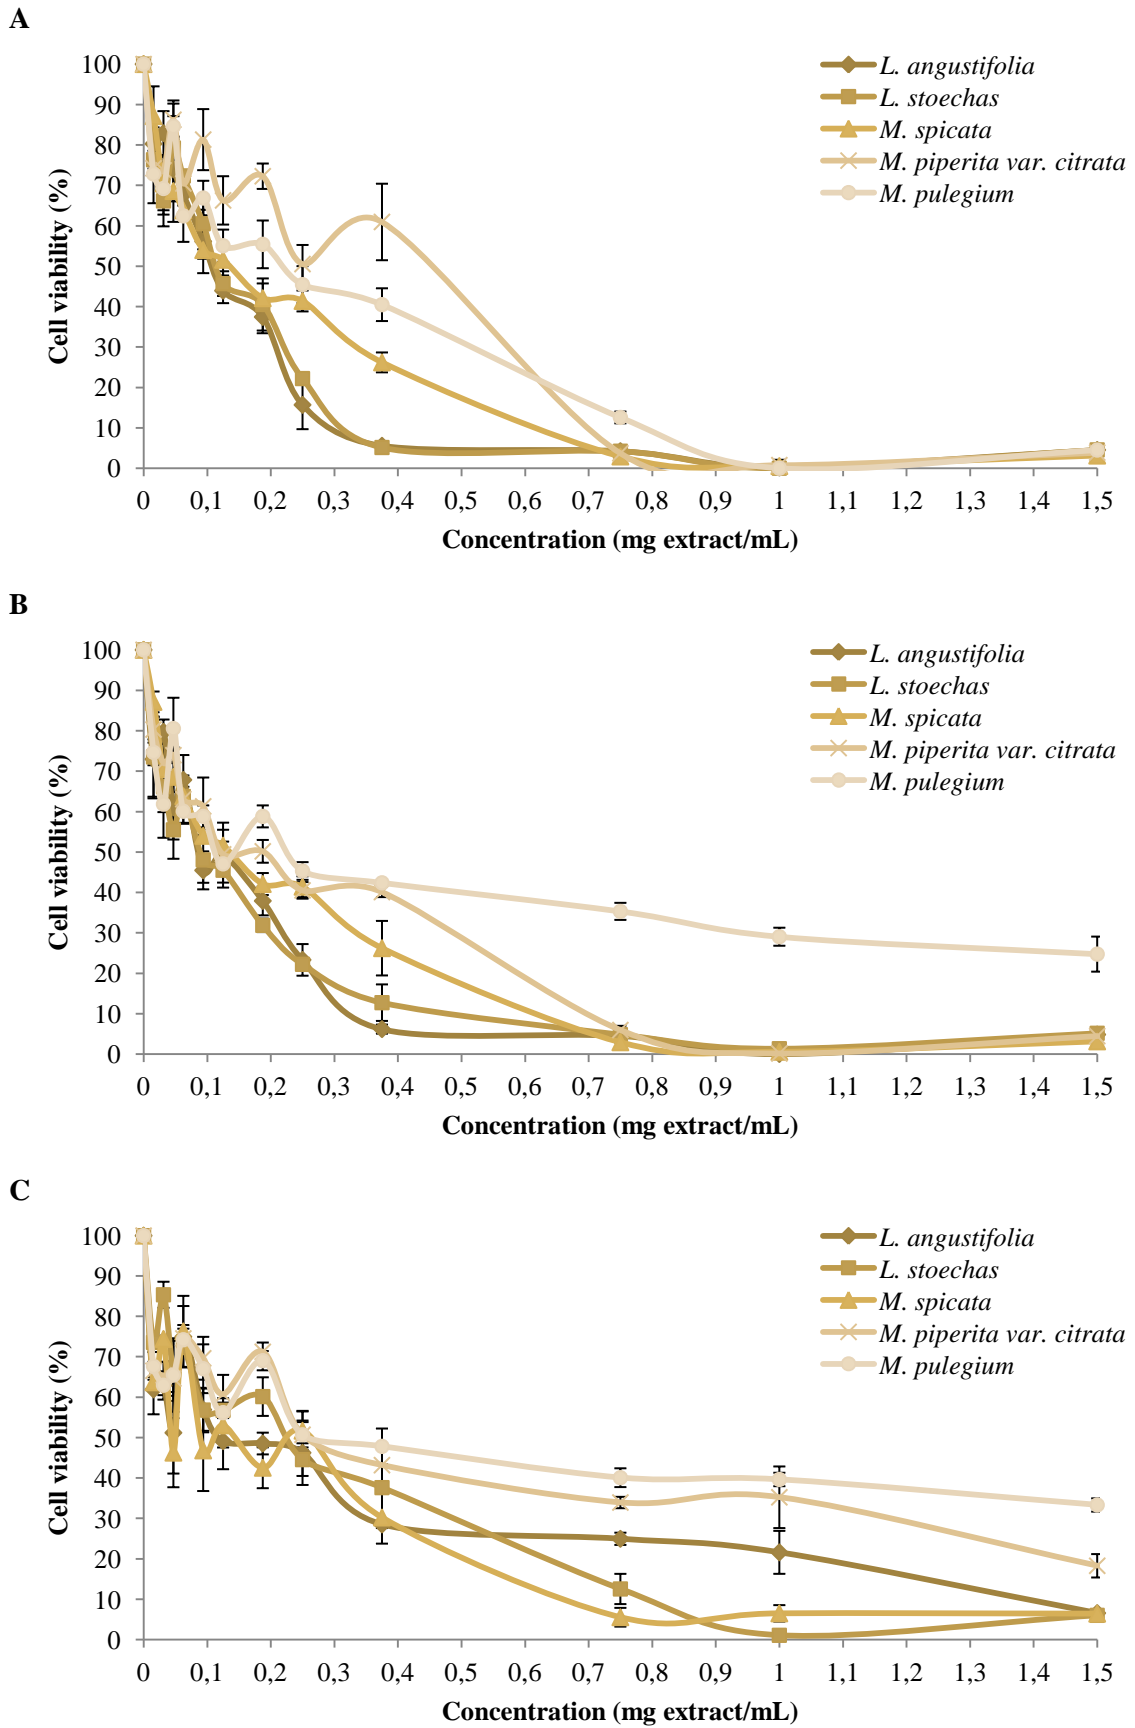 A
100
90
80
70
60
50
40
30
20
10
0
Cell viability (%)
L. angustifolia
L. stoechas
M. spicata
M. piperita var. citrata
M. pulegium
0 0,1 0,2 0,3 0,4 0,5 0,6 0,7 0,8 0,9 1 1,1 1,2 1,3 1,4 1,5
Concentration (mg extract/mL)
B
100
90
80
70
60
50
40
30
20
10
0
Cell viability (%)
L. angustifolia
L. stoechas
M. spicata
M. piperita var. citrata
M. pulegium
0 0,1 0,2 0,3 0,4 0,5 0,6 0,7 0,8 0,9 1 1,1 1,2 1,3 1,4 1,5
Concentration (mg extract/mL)
C
100
90
80
70
60
50
40
30
20
10
0
Cell viability (%)
L. angustifolia
L. stoechas
M. spicata
M. piperita var. citrata
M. pulegium
0 0,1 0,2 0,3 0,4 0,5 0,6 0,7 0,8 0,9 1 1,1 1,2 1,3 1,4 1,5
Concentration (mg extract/mL)